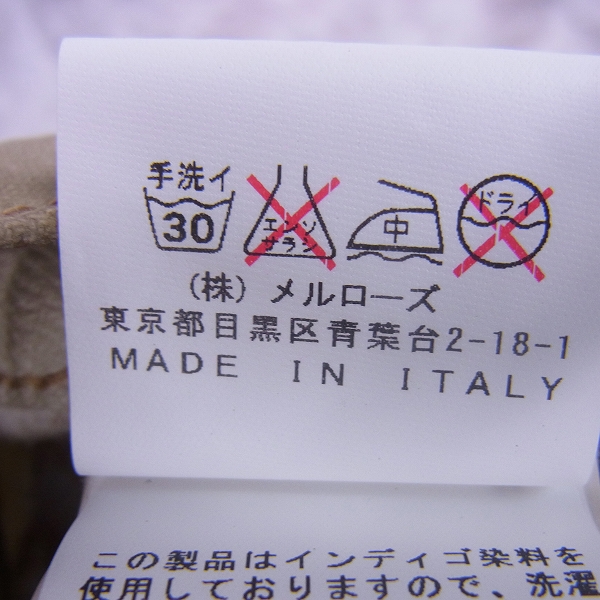 手洗イ
30
エンソ
サラシ
中
ドライ
(株) メルローズ
東京都目黒区青葉台2-18-1
MADE IN ITALY
この製品はインディゴ染料を
使用しておりますので、洗濯